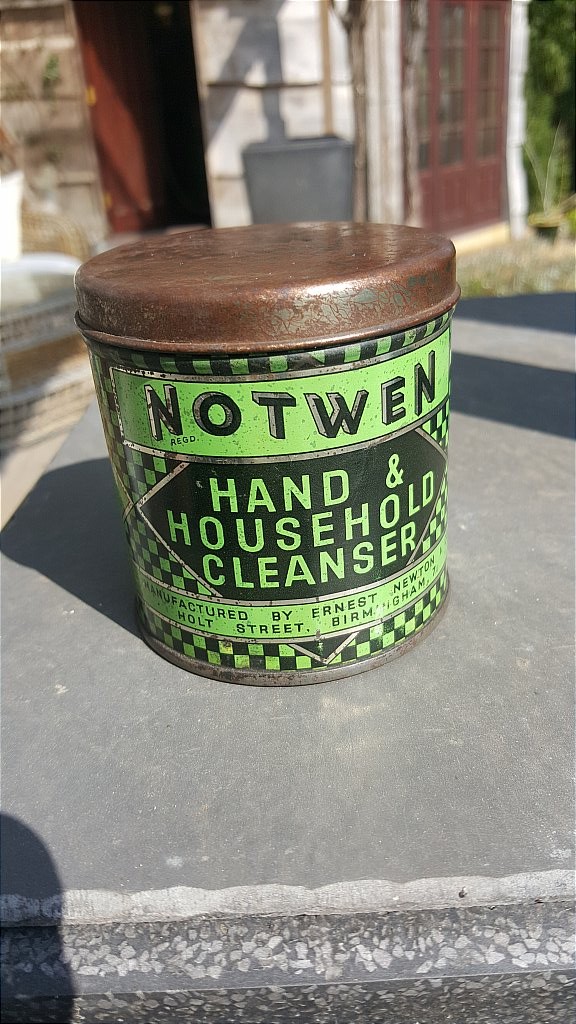 NOTWEN
REGD.
HAND &
HOUSEHOLD
CLEANSER
MANUFACTURED BY ERNEST NEWTON
HOLT STREET, BIRMINGHAM,